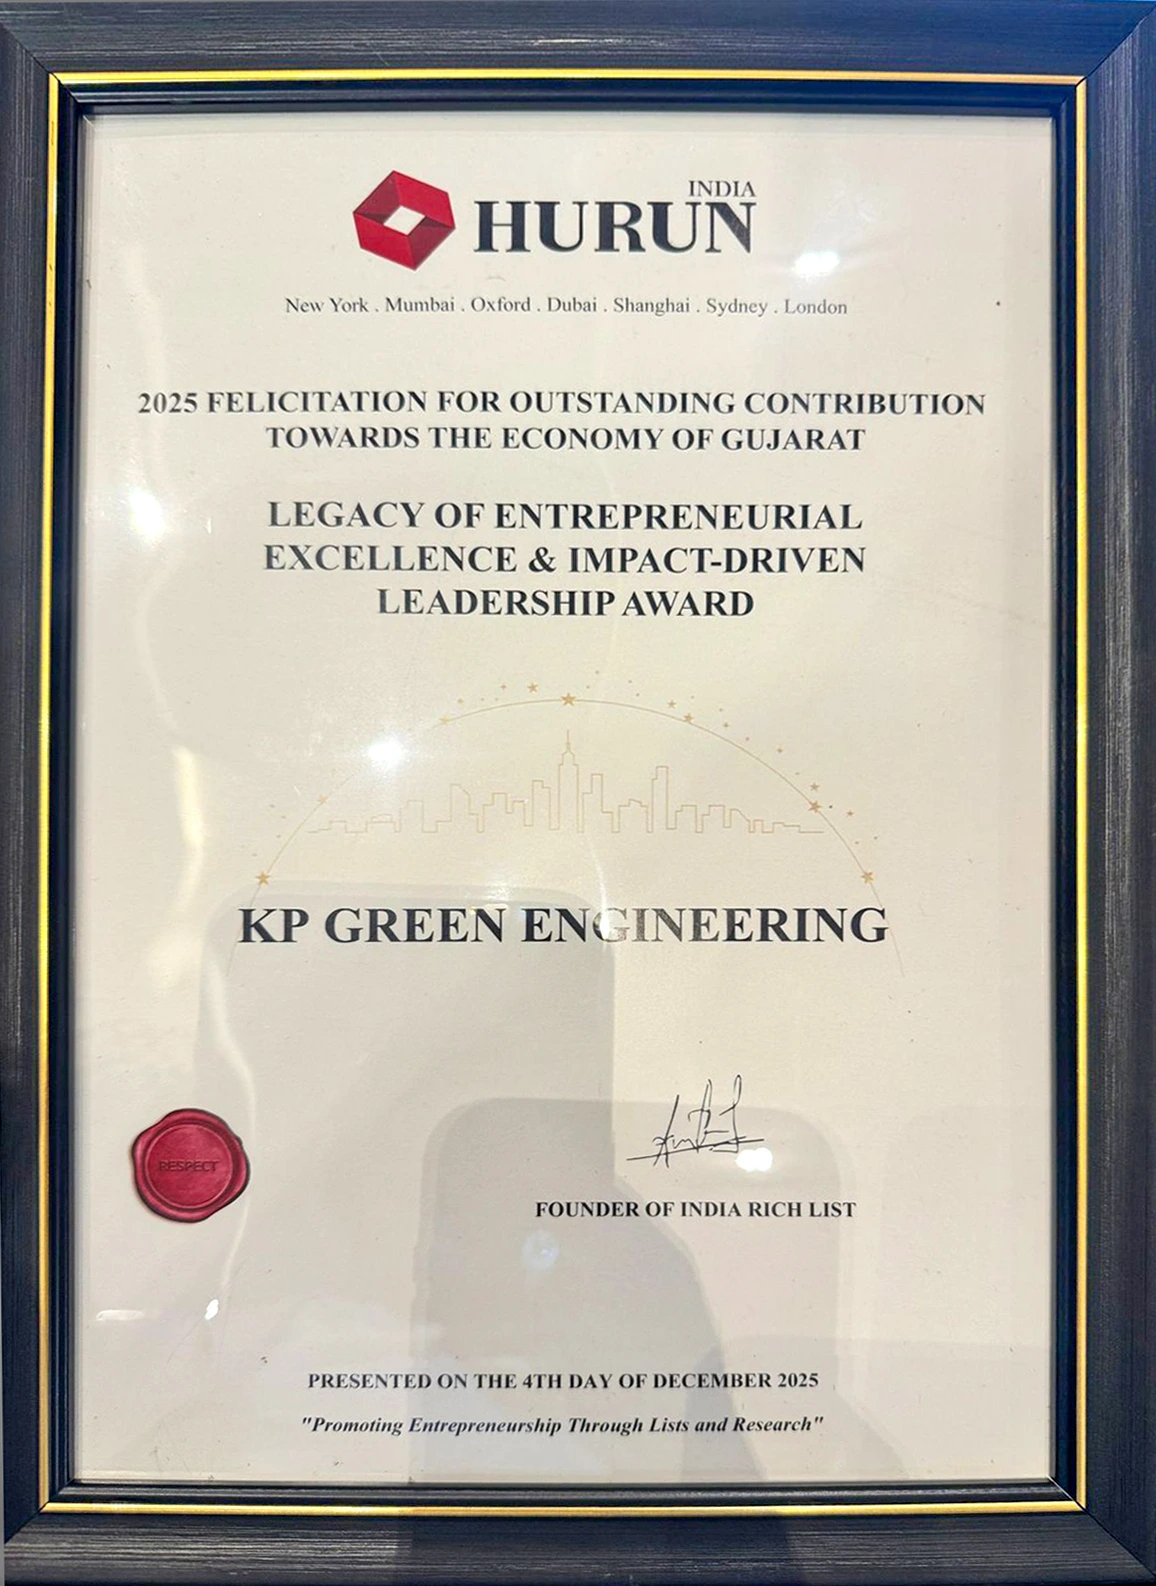 INDIA
HURUN
New York . Mumbai . Oxford . Dubai . Shanghai . Sydney . London
2025 FELICITATION FOR OUTSTANDING CONTRIBUTION
TOWARDS THE ECONOMY OF GUJARAT
LEGACY OF ENTREPRENEURIAL
EXCELLENCE & IMPACT-DRIVEN
LEADERSHIP AWARD
KP GREEN ENGINEERING
RESPECT
FOUNDER OF INDIA RICH LIST
PRESENTED ON THE 4TH DAY OF DECEMBER 2025
"Promoting Entrepreneurship Through Lists and Research"